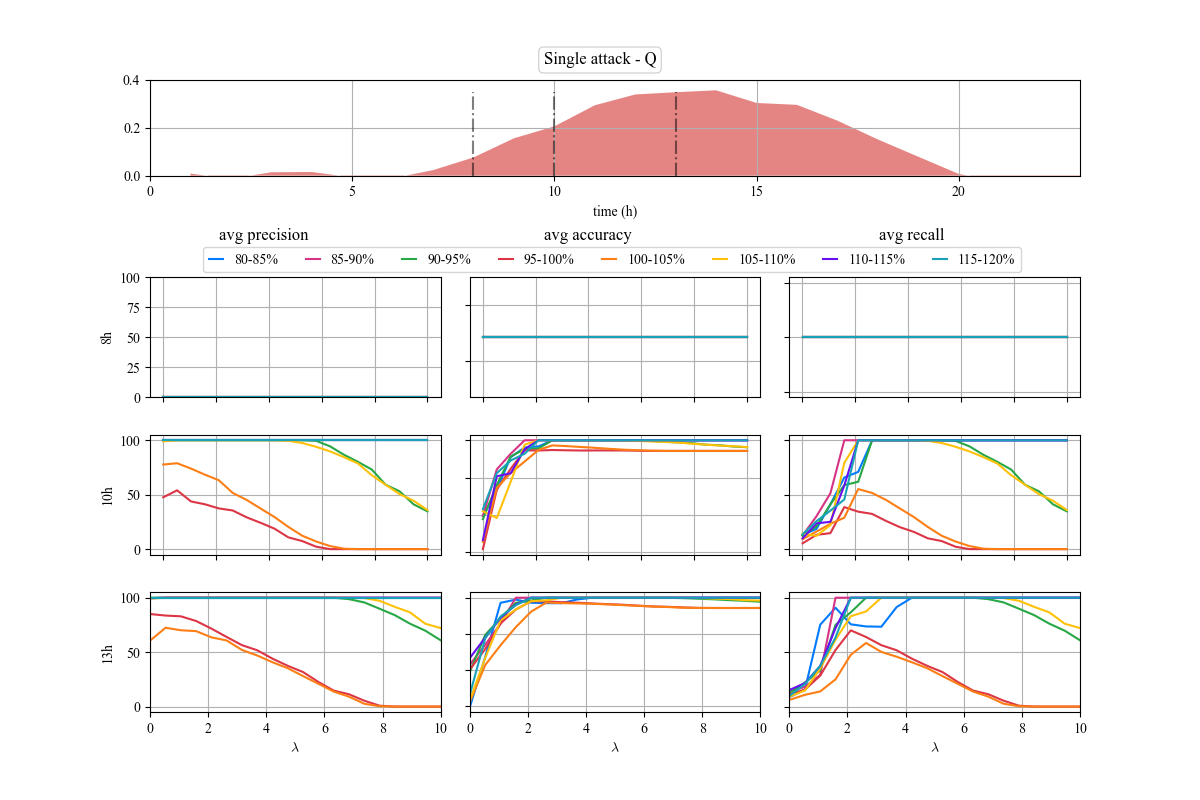 Single attack - Q
0.4
0.2
0.0
0 5 10 15 20
time (h)
avg precision avg accuracy avg recall
80-85% 85-90% 90-95% 95-100% 100-105% 105-110% 110-115% 115-120%
100
75
50
25
0
8h
100
50
0
10h
100
50
0
13h
0 2 4 6 8 10 0 2 4 6 8 10 0 2 4 6 8 10
λ λ λ